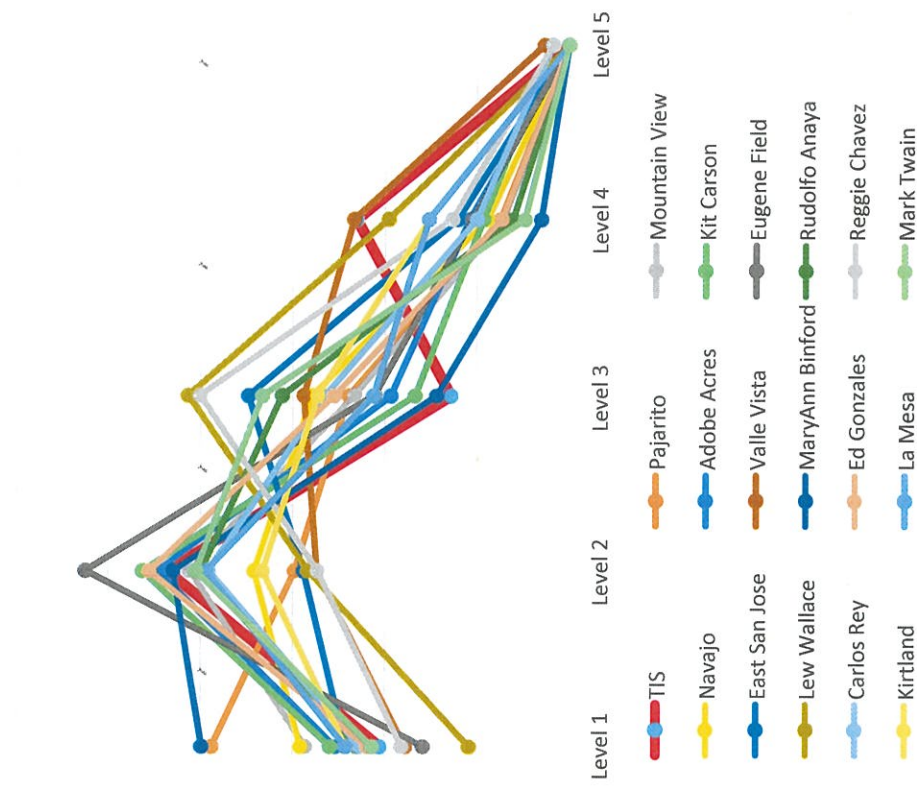 Level 1
Level 2
Level 3
Level 4
Level 5
TIS
Pajarito
Mountain View
Navajo
Adobe Acres
Kit Carson
East San Jose
Valle Vista
Eugene Field
Lew Wallace
MaryAnn Binford
Rudolfo Anaya
Carlos Rey
Ed Gonzales
Reggie Chavez
Kirtland
La Mesa
Mark Twain